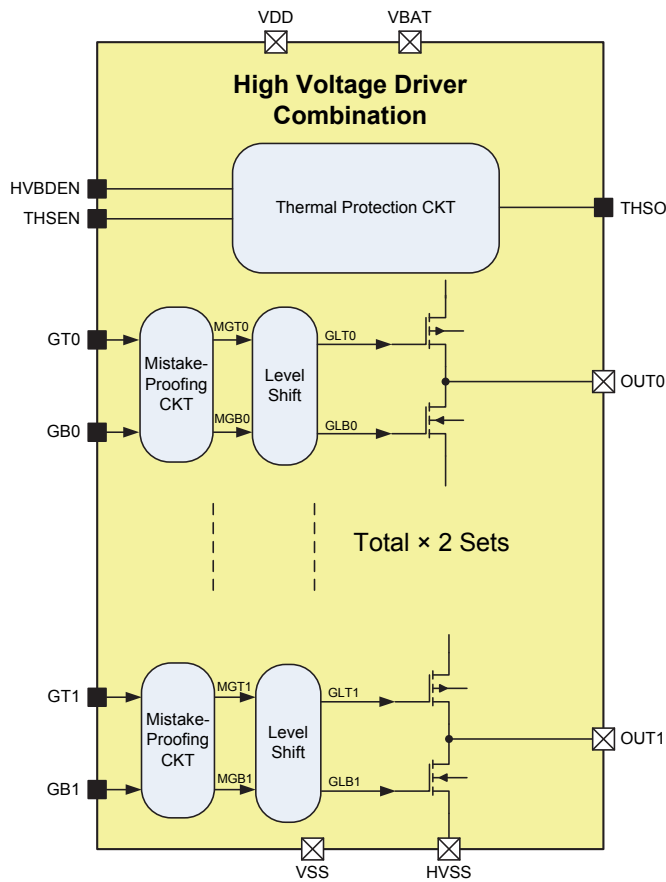 VDD
VBAT
High Voltage Driver
Combination
HVBDEN
THSEN
Thermal Protection CKT
THSO
GT0
MGT0
GLT0
Mistake-
Proofing
CKT
Level
Shift
OUT0
GB0
MGB0
GLB0
Total × 2 Sets
GT1
MGT1
GLT1
Mistake-
Proofing
CKT
Level
Shift
OUT1
GB1
MGB1
GLB1
VSS
HVSS